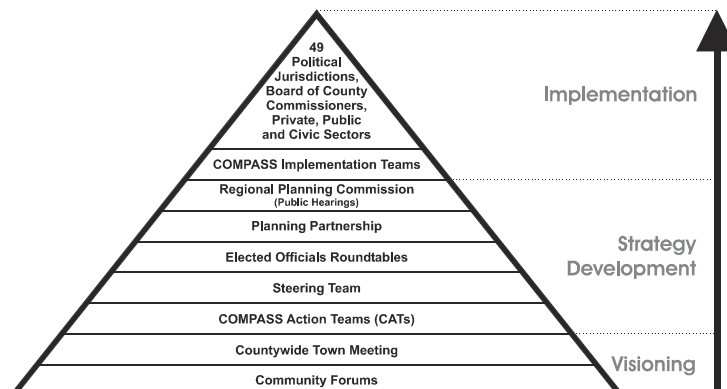 49
Political
Jurisdictions,
Board of County
Commissioners,
Private, Public
and Civic Sectors
COMPASS Implementation Teams
Regional Planning Commission
(Public Hearings)
Planning Partnership
Elected Officials Roundtables
Steering Team
COMPASS Action Teams (CATs)
Countywide Town Meeting
Community Forums
Implementation
Strategy
Development
Visioning